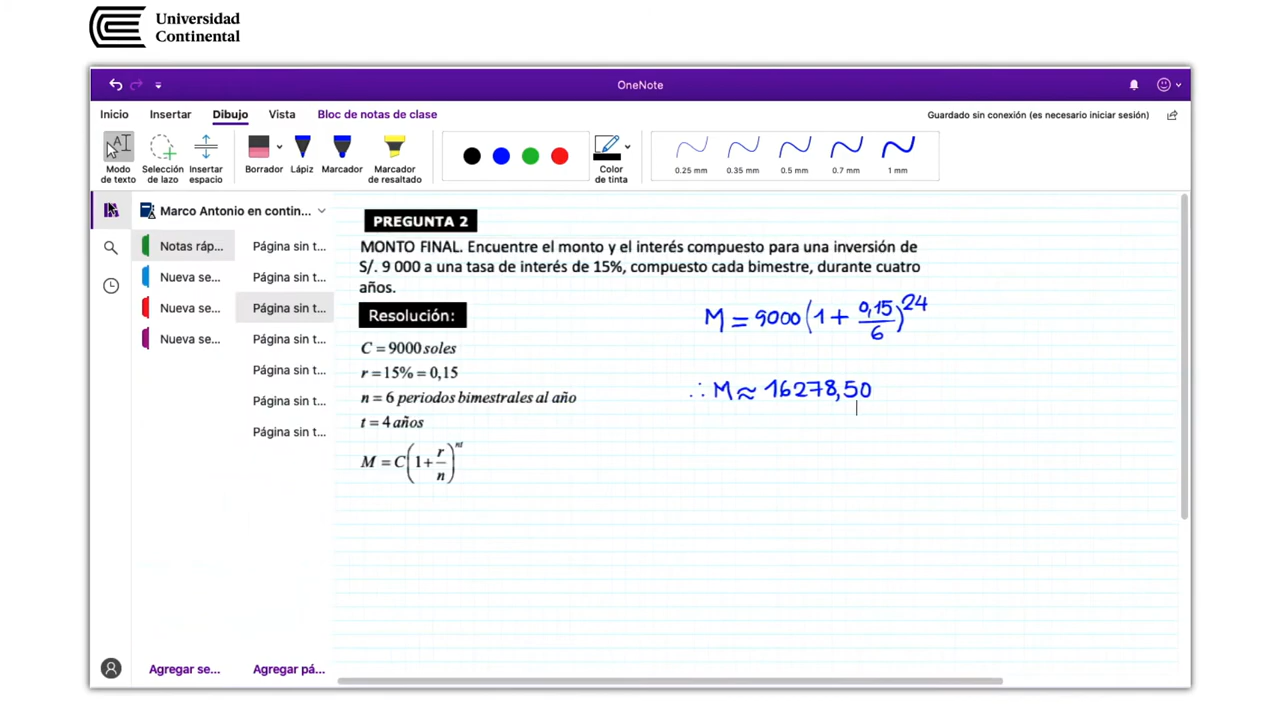 Universidad
Continental
OneNote
Inicio
Insertar
Dibujo
Vista
Bloc de notas de clase
Guardado sin conexión (es necesario iniciar sesión)
Modo
de texto
Selección
de lazo
Insertar
espacio
Borrador
Lápiz
Marcador
Marcador
de resaltado
Color
de tinta
0.25 mm
0.35 mm
0.5 mm
0.7 mm
1 mm
Marco Antonio en contin...
Notas ráp...
Nueva se...
Nueva se...
Nueva se...
Página sin t...
Página sin t...
Página sin t...
Página sin t...
Página sin t...
Página sin t...
Página sin t...
PREGUNTA 2
MONTO FINAL. Encuentre el monto y el interés compuesto para una inversión de
S/. 9 000 a una tasa de interés de 15%, compuesto cada bimestre, durante cuatro
años.
Resolución:
C = 9000 soles
r = 15% = 0,15
n = 6 periodos bimestrales al año
t = 4 años
M = C(1 + r/n)^nt
M = 9000(1 + 0,15/6)^24
∴ M ≈ 16278,50
Agregar se...
Agregar pá...